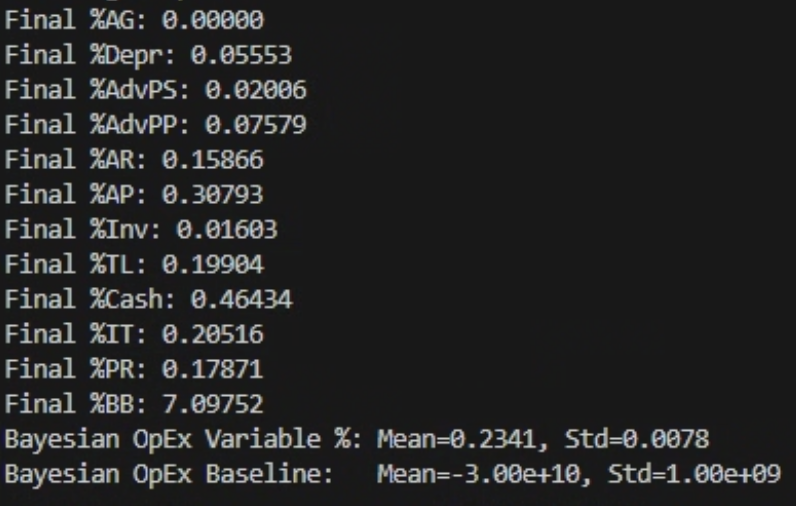 Final %AG: 0.00000
Final %Depr: 0.05553
Final %AdvPS: 0.02006
Final %AdvPP: 0.07579
Final %AR: 0.15866
Final %AP: 0.30793
Final %Inv: 0.01603
Final %TL: 0.19904
Final %Cash: 0.46434
Final %IT: 0.20516
Final %PR: 0.17871
Final %BB: 7.09752
Bayesian OpEx Variable %: Mean=0.2341, Std=0.0078
Bayesian OpEx Baseline:   Mean=-3.00e+10, Std=1.00e+09